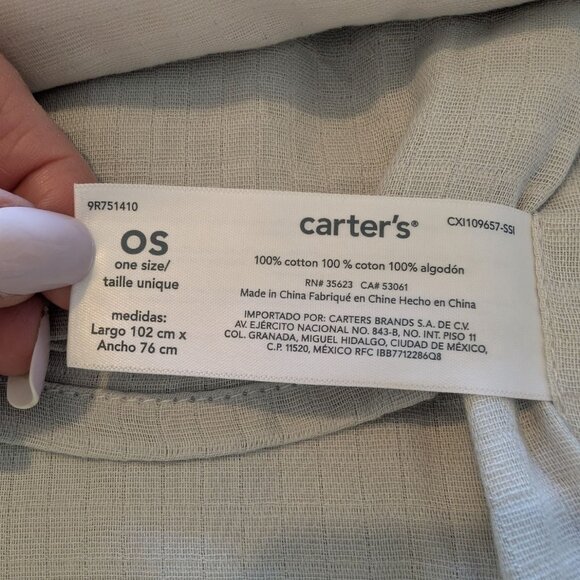 9R751410
OS
one size/
taille unique
medidas:
Largo 102 cm x
Ancho 76 cm
carter's®
CXI109657-SSI
100% cotton 100 % coton 100% algodón
RN# 35623 CA# 53061
Made in China Fabriqué en Chine Hecho en China
IMPORTADO POR: CARTERS BRANDS S.A. DE C.V.
AV. EJÉRCITO NACIONAL NO. 843-B, NO. INT. PISO 11
COL. GRANADA, MIGUEL HIDALGO, CIUDAD DE MÉXICO,
C.P. 11520, MÉXICO RFC IBB7712286Q8